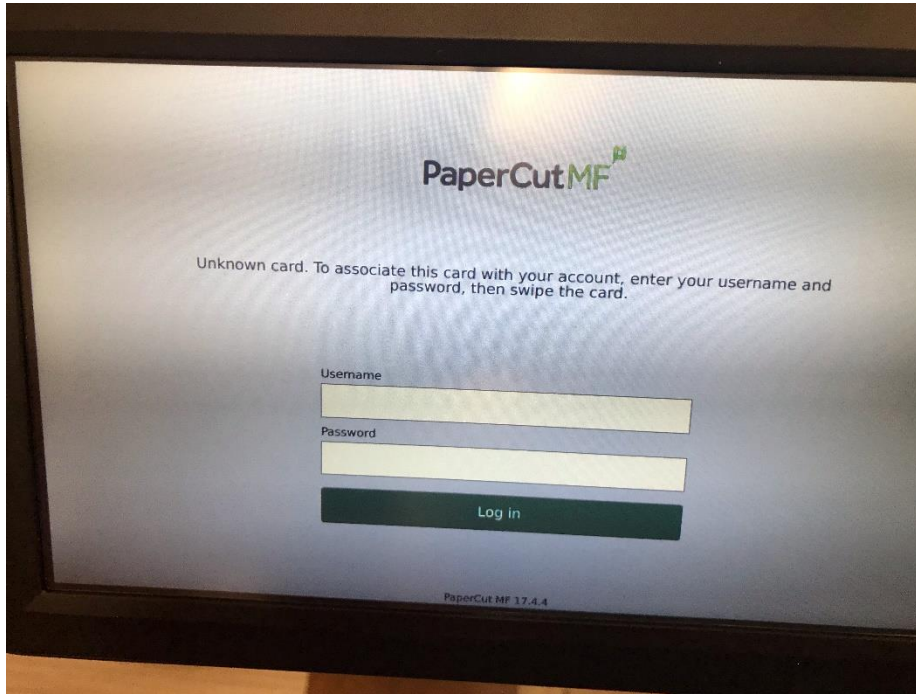 PaperCutMF
Unknown card. To associate this card with your account, enter your username and
password, then swipe the card.
Username
Password
Log in
PaperCut MF 17.4.4